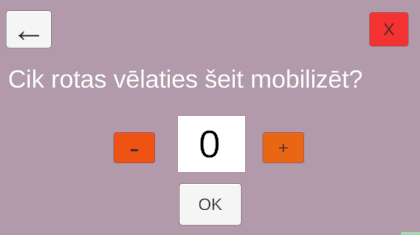 ←
X
Cik rotas vēlaties šeit mobilizēt?
- 0 +
OK